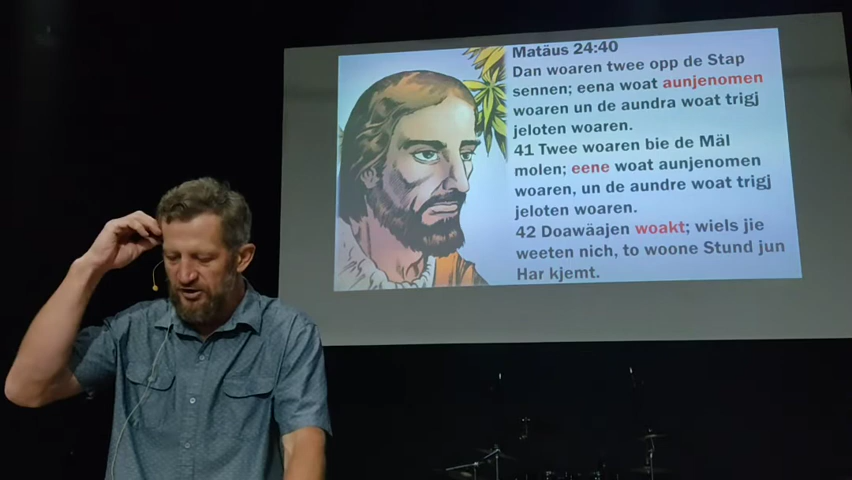 Matäus 24:40
Dan woaren twee opp de Stap
sennen; eena woat aunjenomen
woaren un de aundra woat trigj
jeloten woaren.
41 Twee woaren bie de Mäl
molen; eene woat aunjenomen
woaren, un de aundre woat trigj
jeloten woaren.
42 Doawäajen woakt; wiels jie
weeten nich, to woone Stund jun
Har kjemt.